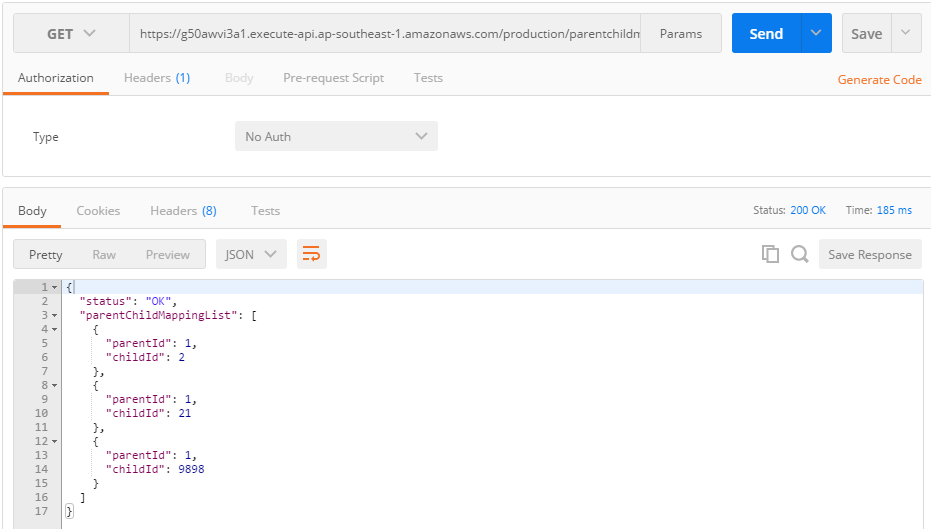 GET https://g50awvi3a1.execute-api.ap-southeast-1.amazonaws.com/production/parentchildm Params Send Save
Authorization Headers (1) Body Pre-request Script Tests Generate Code
Type No Auth
Body Cookies Headers (8) Tests Status: 200 OK Time: 185 ms
Pretty Raw Preview JSON Save Response
1 {
2 "status": "OK",
3 "parentChildMappingList": [
4 {
5 "parentId": 1,
6 "childId": 2
7 },
8 {
9 "parentId": 1,
10 "childId": 21
11 },
12 {
13 "parentId": 1,
14 "childId": 9898
15 }
16 ]
17 }